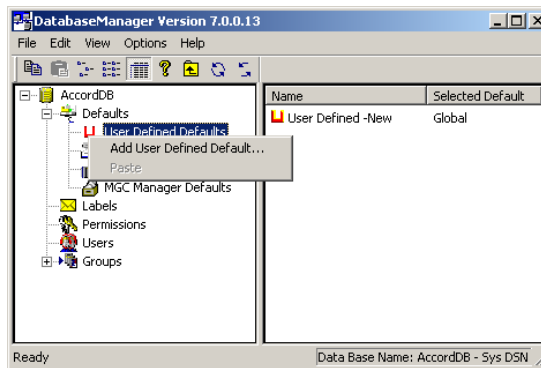 DatabaseManager Version 7.0.0.13
File Edit View Options Help
AccordDB
Defaults
User Defined Defaults
Add User Defined Default...
Paste
MGC Manager Defaults
Labels
Permissions
Users
Groups
Name Selected Default
User Defined -New Global
Ready Data Base Name: AccordDB - Sys DSN